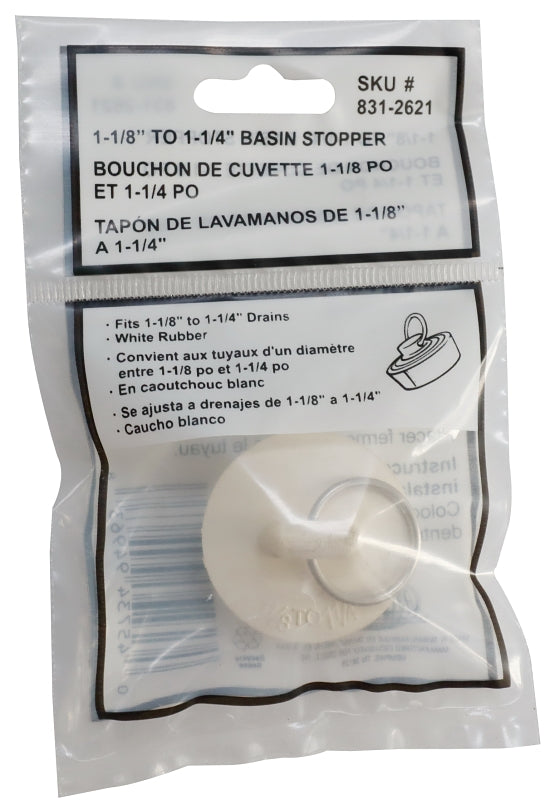 SKU #
831-2621
1-1/8" TO 1-1/4" BASIN STOPPER
BOUCHON DE CUVETTE 1-1/8 PO
ET 1-1/4 PO
TAPÓN DE LAVAMANOS DE 1-1/8"
A 1-1/4"
· Fits 1-1/8" to 1-1/4" Drains
· White Rubber
· Convient aux tuyaux d'un diamètre
entre 1-1/8 po et 1-1/4 po
· En caoutchouc blanc
· Se ajusta a drenajes de 1-1/8" a 1-1/4"
· Caucho blanco
le tuyau.